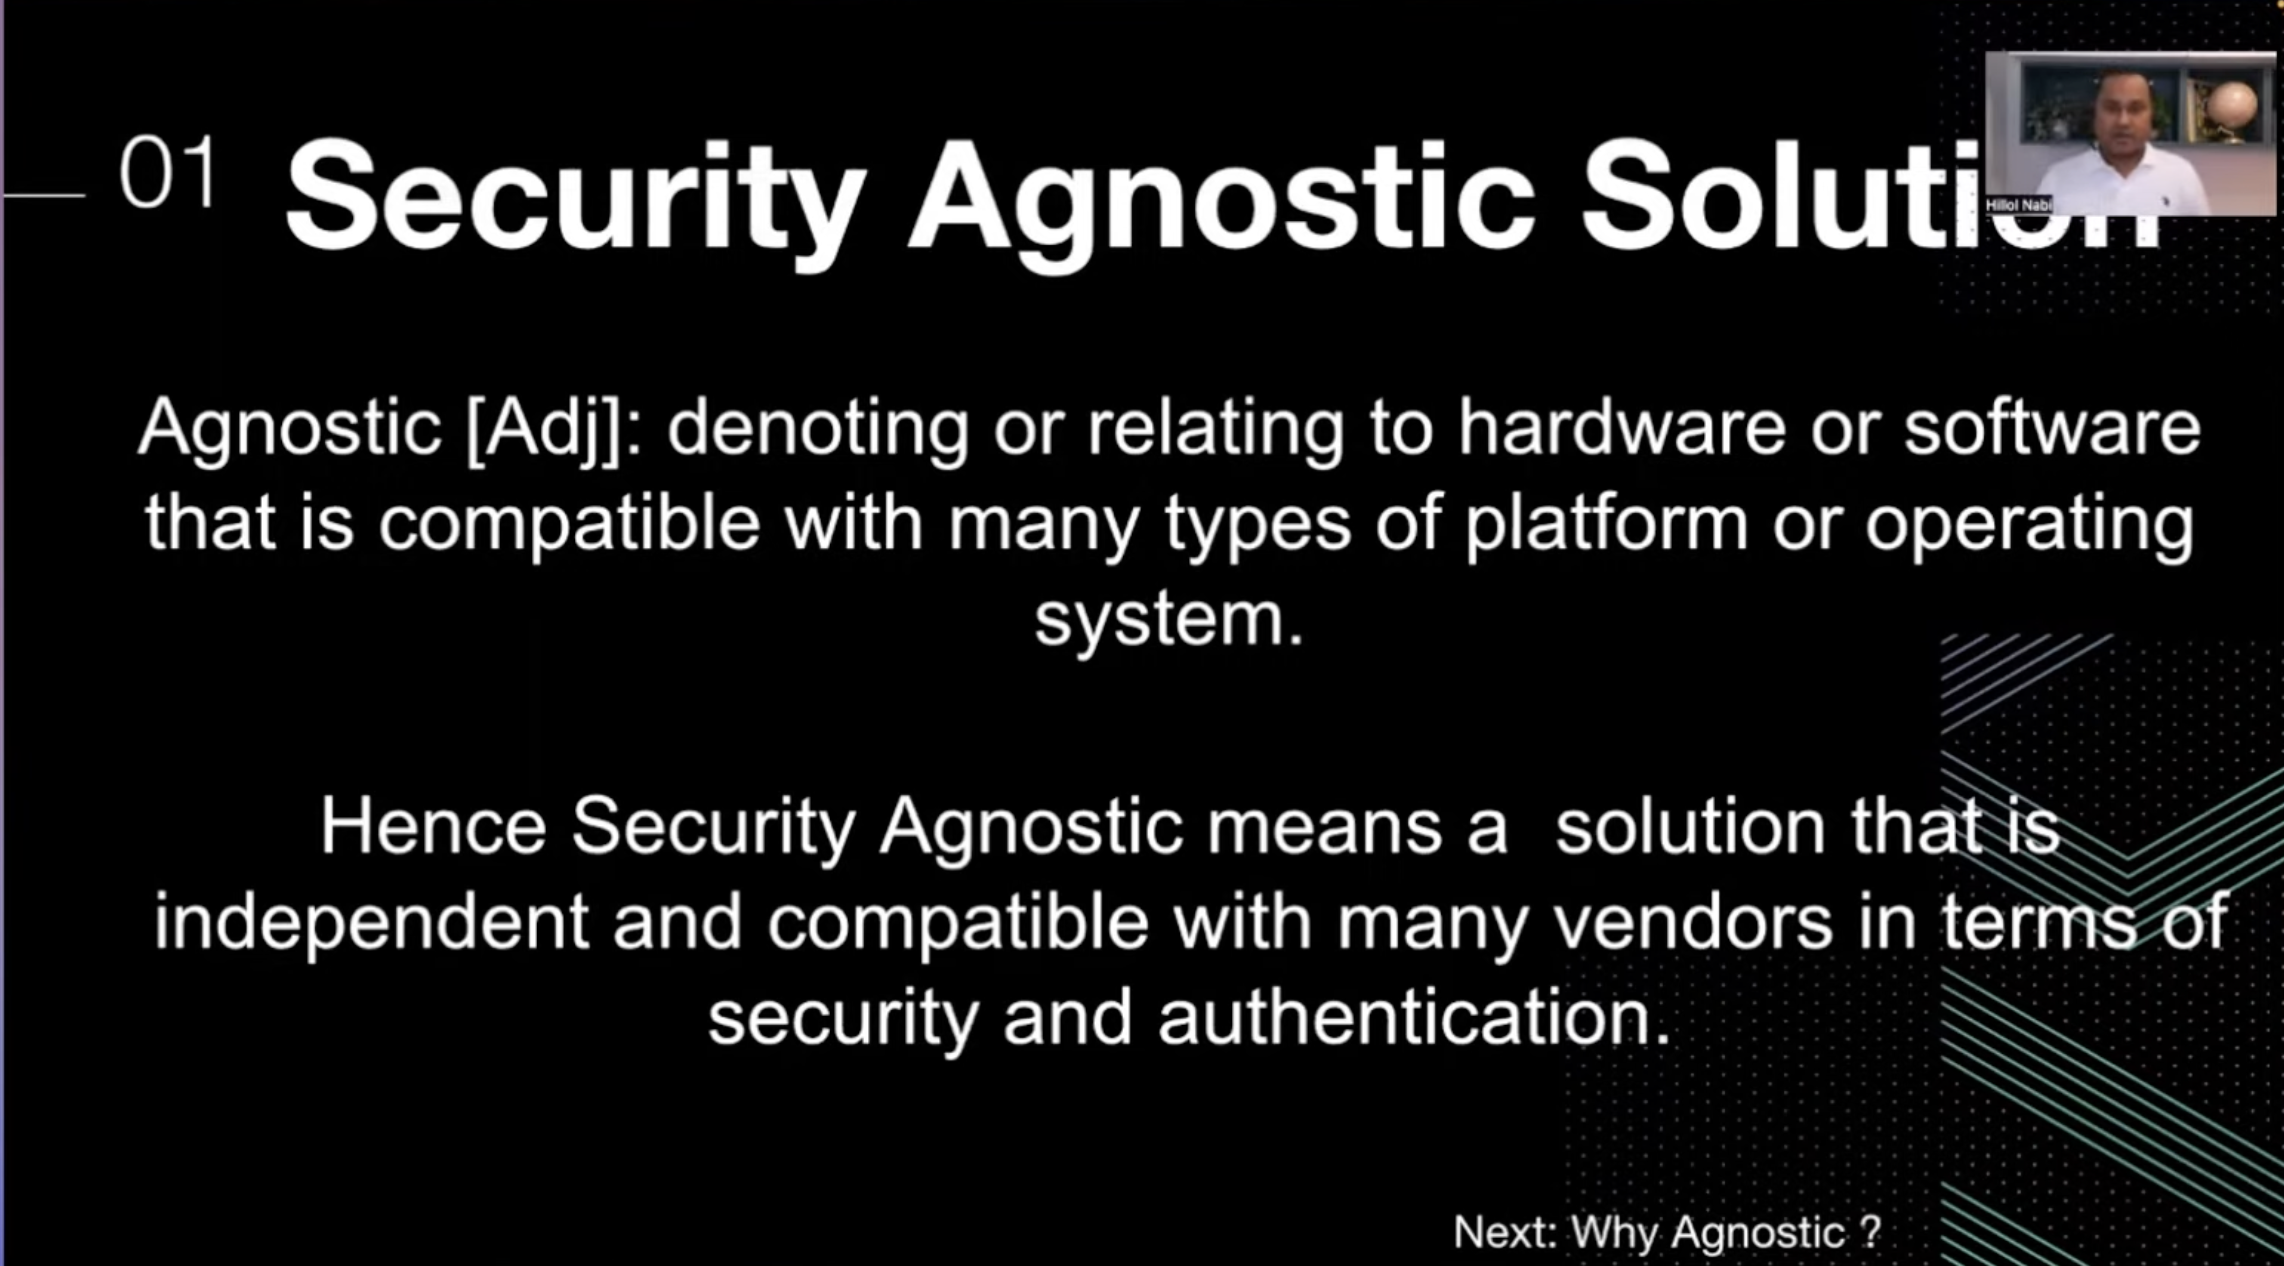 01
Security Agnostic Solution
Hillol Nabi
Agnostic [Adj]: denoting or relating to hardware or software
that is compatible with many types of platform or operating
system.
Hence Security Agnostic means a  solution that is
independent and compatible with many vendors in terms of
security and authentication.
Next: Why Agnostic ?